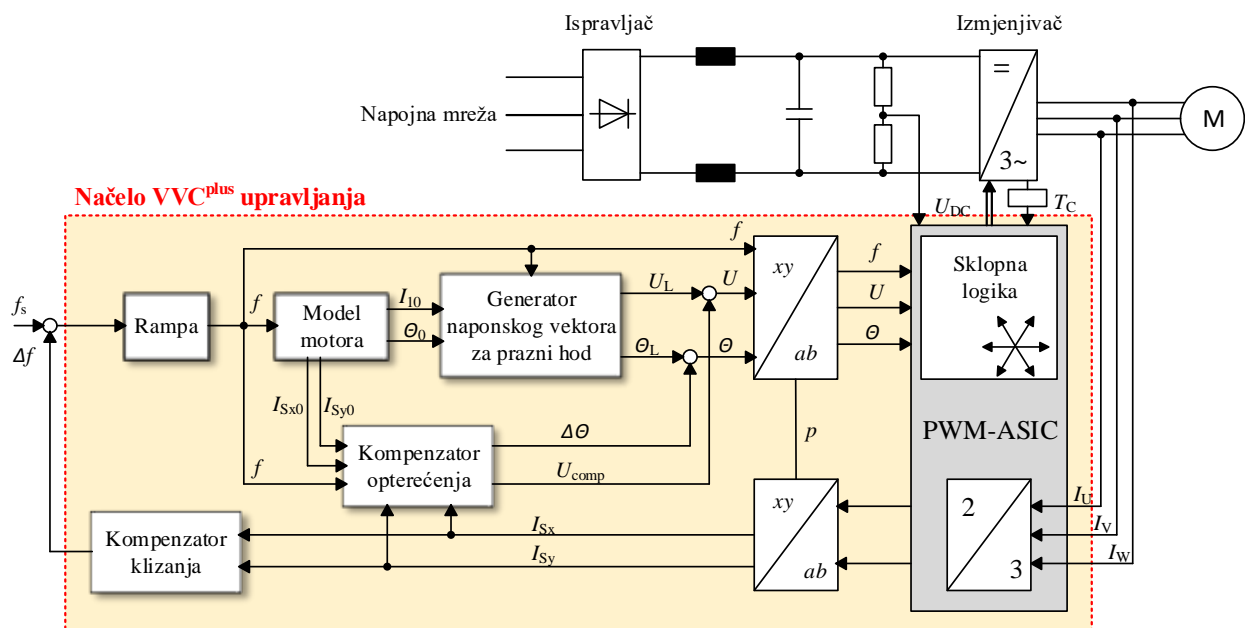 Ispravljač
Izmjenjivač
=
Napojna mreža
M
3~
Načelo VVCplus upravljanja
UDC
TC
f
f
xy
Sklopna
logika
UL
U
I10
Generator
naponskog vektora
za prazni hod
fs
Rampa
f
Model
motora
U
Θ0
Θ
Δf
ΘL
Θ
ab
ISx0
ISy0
ΔΘ
p
PWM-ASIC
Kompenzator
opterećenja
f
Ucomp
xy
2
IU
ISx
IV
Kompenzator
klizanja
ISy
IW
ab
3